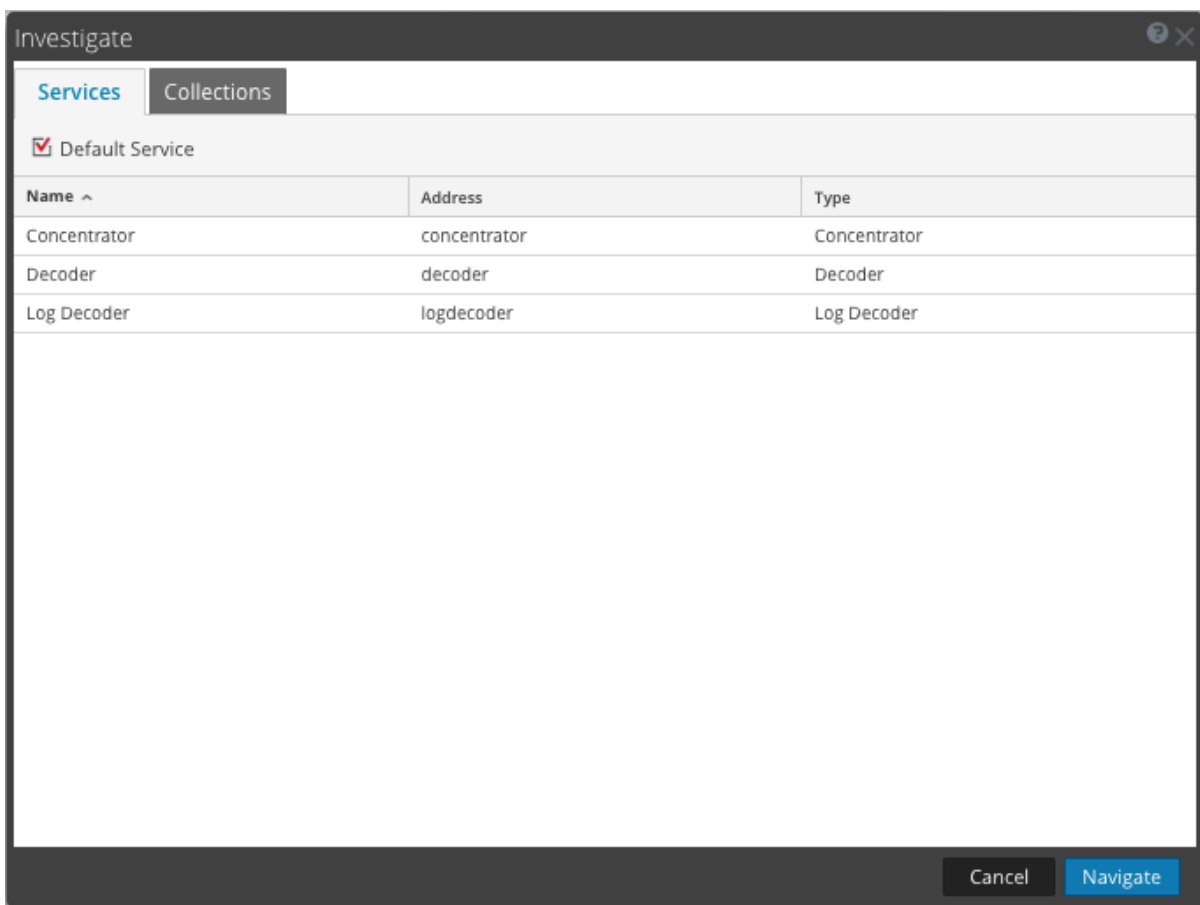 Investigate
Services Collections
Default Service
Name Address Type
Concentrator concentrator Concentrator
Decoder decoder Decoder
Log Decoder logdecoder Log Decoder
Cancel Navigate